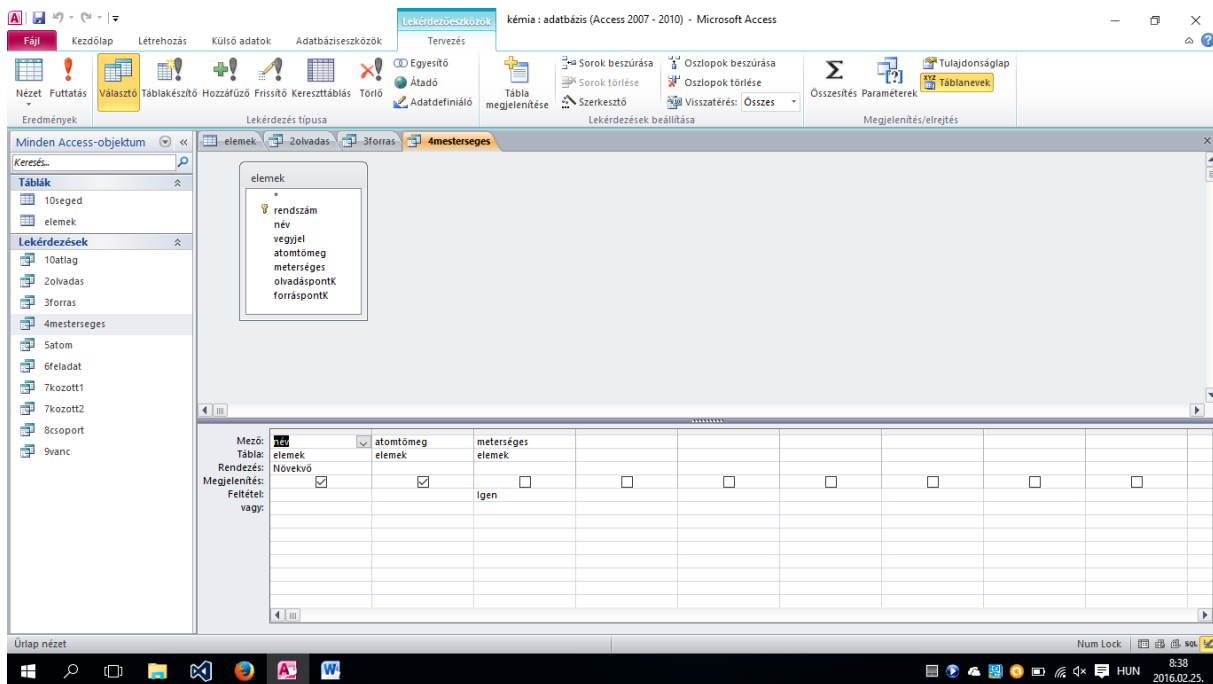 Lekérdezőeszközök
kémia : adatbázis (Access 2007 - 2010) - Microsoft Access
Fájl Kezdőlap Létrehozás Külső adatok Adatbáziseszközök Tervezés
Nézet Futtatás
Választó Táblakészítő Hozzáfűző Frissítő Kereszttáblás Törlő
Egyesítő
Átadó
Adatdefiniáló
Tábla
megjelenítése
Sorok beszúrása
Sorok törlése
Szerkesztő
Oszlopok beszúrása
Oszlopok törlése
Visszatérés: Összes
Összesítés Paraméterek
Tulajdonságlap
Táblanevek
Eredmények Lekérdezés típusa Lekérdezések beállítása Megjelenítés/elrejtés
Minden Access-objektum
Keresés...
Táblák
10seged
elemek
Lekérdezések
10atlag
2olvadas
3forras
4mesterseges
5atom
6feladat
7kozott1
7kozott2
8csoport
9vanc
elemek 2olvadas 3forras 4mesterseges
elemek
*
rendszám
név
vegyjel
atomtömeg
meterséges
olvadáspontK
forráspontK
Mező: név atomtömeg meterséges
Tábla: elemek elemek elemek
Rendezés: Növekvő
Megjelenítés:
Feltétel: Igen
vagy:
Űrlap nézet Num Lock SQL
HUN 8:38
2016.02.25.